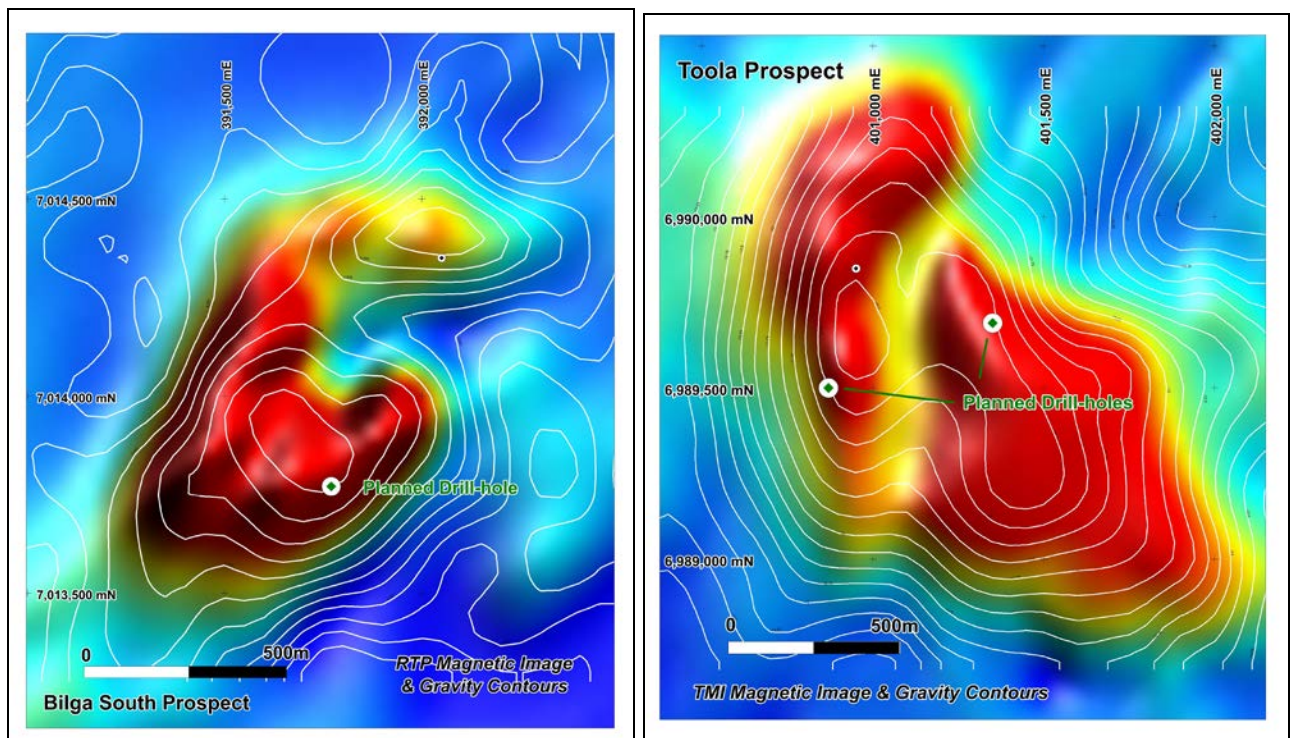 391,500 mE
392,000 mE
7,014,500 mN
7,014,000 mN
Planned Drill-hole
7,013,500 mN
0
500m
RTP Magnetic Image
& Gravity Contours
Bilga South Prospect
Toola Prospect
401,000 mE
401,500 mE
402,000 mE
6,990,000 mN
6,989,500 mN
Planned Drill-holes
6,989,000 mN
0
500m
TMI Magnetic Image & Gravity Contours